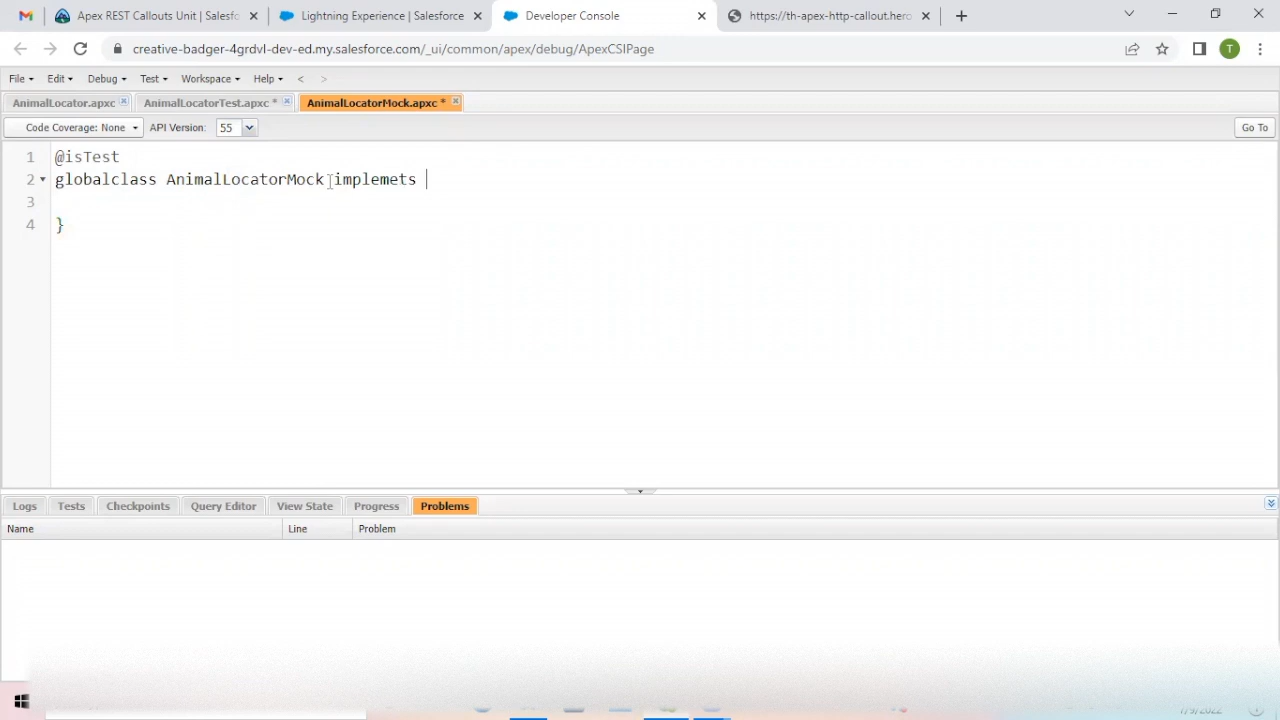 Apex REST Callouts Unit | Salesfo
Lightning Experience | Salesforce
Developer Console
https://th-apex-http-callout.hero
creative-badger-4grdvl-dev-ed.my.salesforce.com/_ui/common/apex/debug/ApexCSIPage
T
File Edit Debug Test Workspace Help < >
AnimalLocator.apxc
AnimalLocatorTest.apxc *
AnimalLocatorMock.apxc *
Code Coverage: None
API Version: 55
Go To
1 @isTest
2 globalclass AnimalLocatorMock implemets
3
4 }
Logs Tests Checkpoints Query Editor View State Progress Problems
Name Line Problem